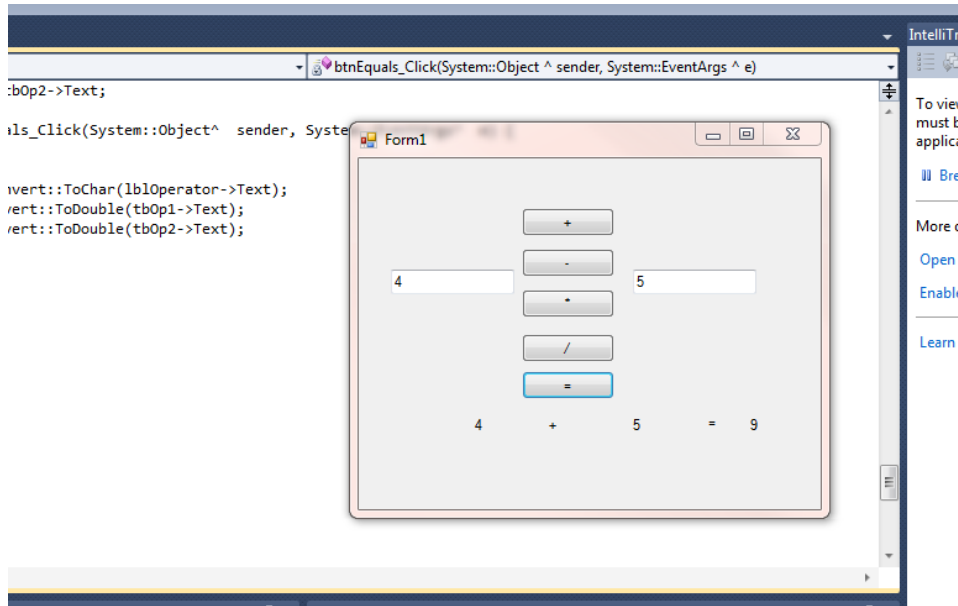 IntelliTr
btnEquals_Click(System::Object ^ sender, System::EventArgs ^ e)
:bOp2->Text;
als_Click(System::Object^  sender, Syste
nvert::ToChar(lblOperator->Text);
vert::ToDouble(tbOp1->Text);
vert::ToDouble(tbOp2->Text);
Form1
+
-
4
5
*
/
=
4 + 5 = 9
To view
must b
applica
Bre
More o
Open
Enable
Learn